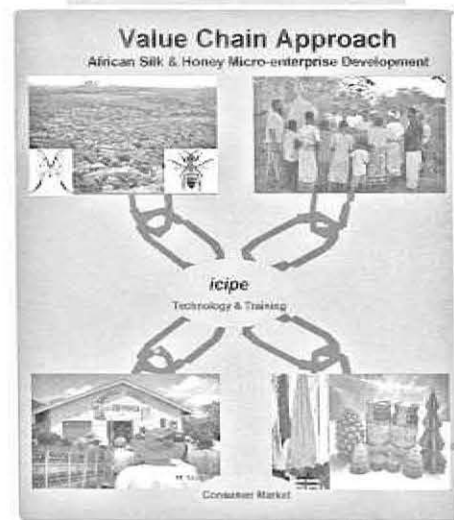 Value Chain Approach
African Silk & Honey Micro-enterprise Development
icipe
Technology & Training
Consumer Market